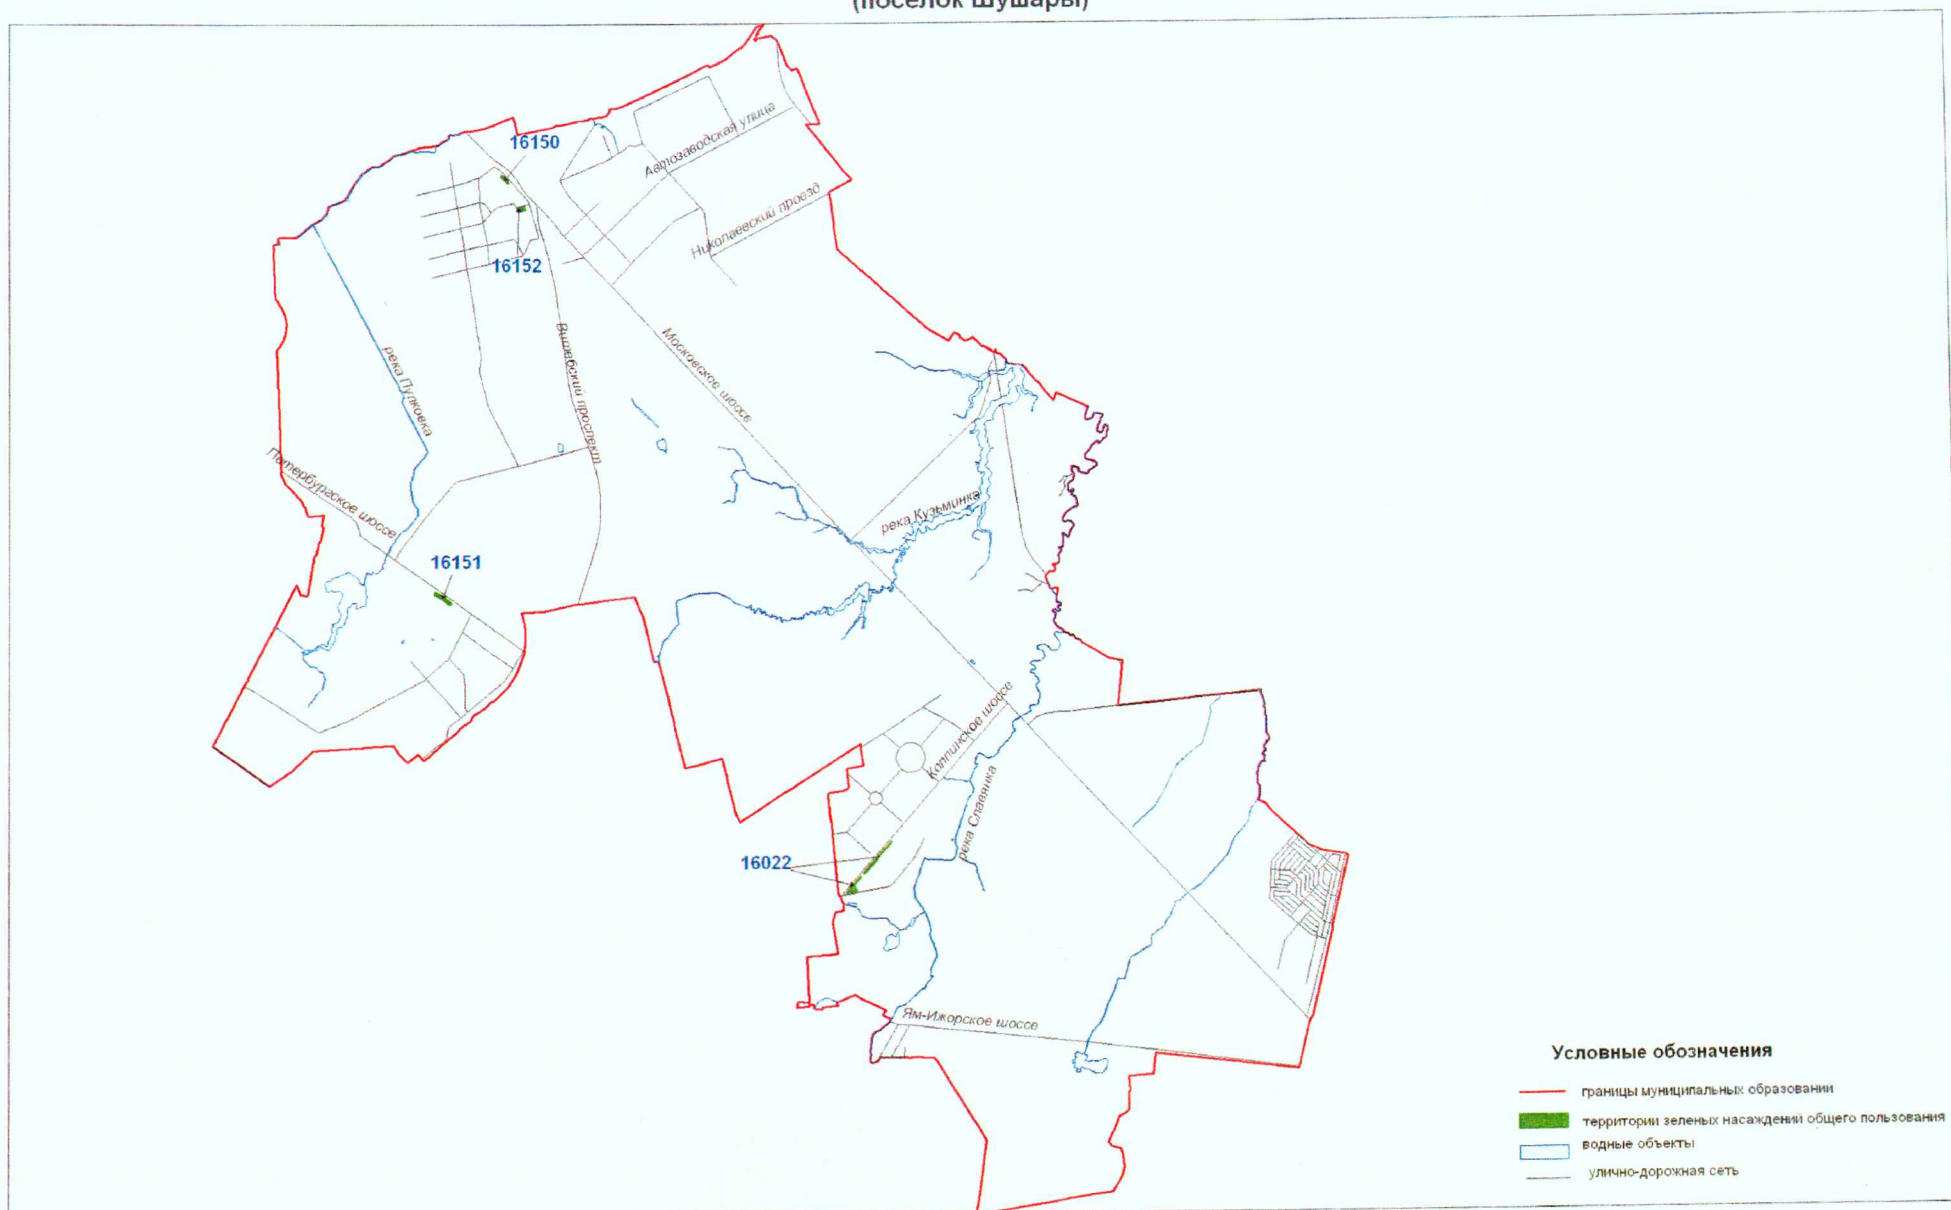 (поселок Шушары)
16150
Автозаводская улица
Николаевский проезд
16152
Витебский проспект
Московское шоссе
река Пулковка
Петербургское шоссе
река Кузьминка
16151
Колпинское шоссе
река Славянка
16022
Ям-Ижорское шоссе
Условные обозначения
границы муниципальных образовании
территории зеленых насаждений общего пользования
водные объекты
улично-дорожная сеть